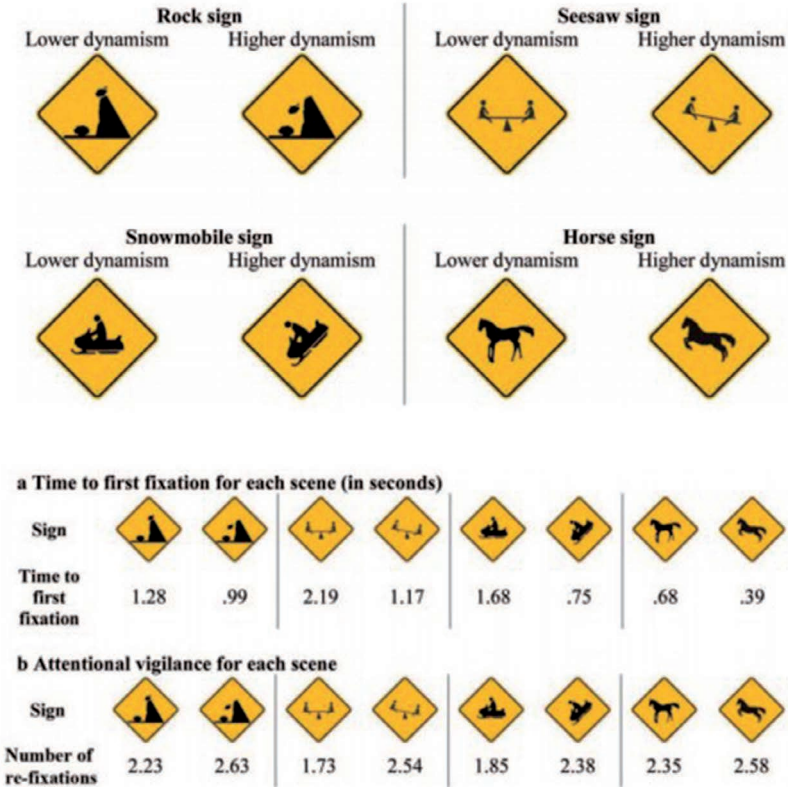 Rock sign
Lower dynamism Higher dynamism
Seesaw sign
Lower dynamism Higher dynamism
Snowmobile sign
Lower dynamism Higher dynamism
Horse sign
Lower dynamism Higher dynamism
a Time to first fixation for each scene (in seconds)
Sign
Time to
first
fixation
1.28 .99 2.19 1.17 1.68 .75 .68 .39
b Attentional vigilance for each scene
Sign
Number of
re-fixations
2.23 2.63 1.73 2.54 1.85 2.38 2.35 2.58